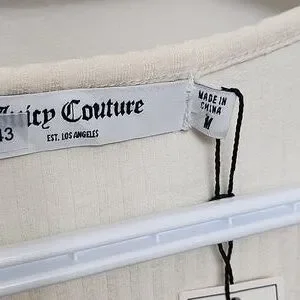 Juicy Couture
43
EST. LOS ANGELES
MADE IN
CHINA
M